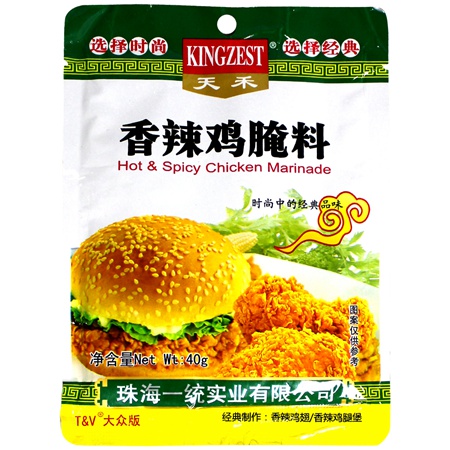 选择时尚
KINGZEST®
选择经典
天禾
香辣鸡腌料
Hot & Spicy Chicken Marinade
时尚中的经典品味
图案仅供参考
净含量Net Wt:40g
珠海一统实业有限公司
T&V®大众版
经典制作:香辣鸡翅/香辣鸡腿堡